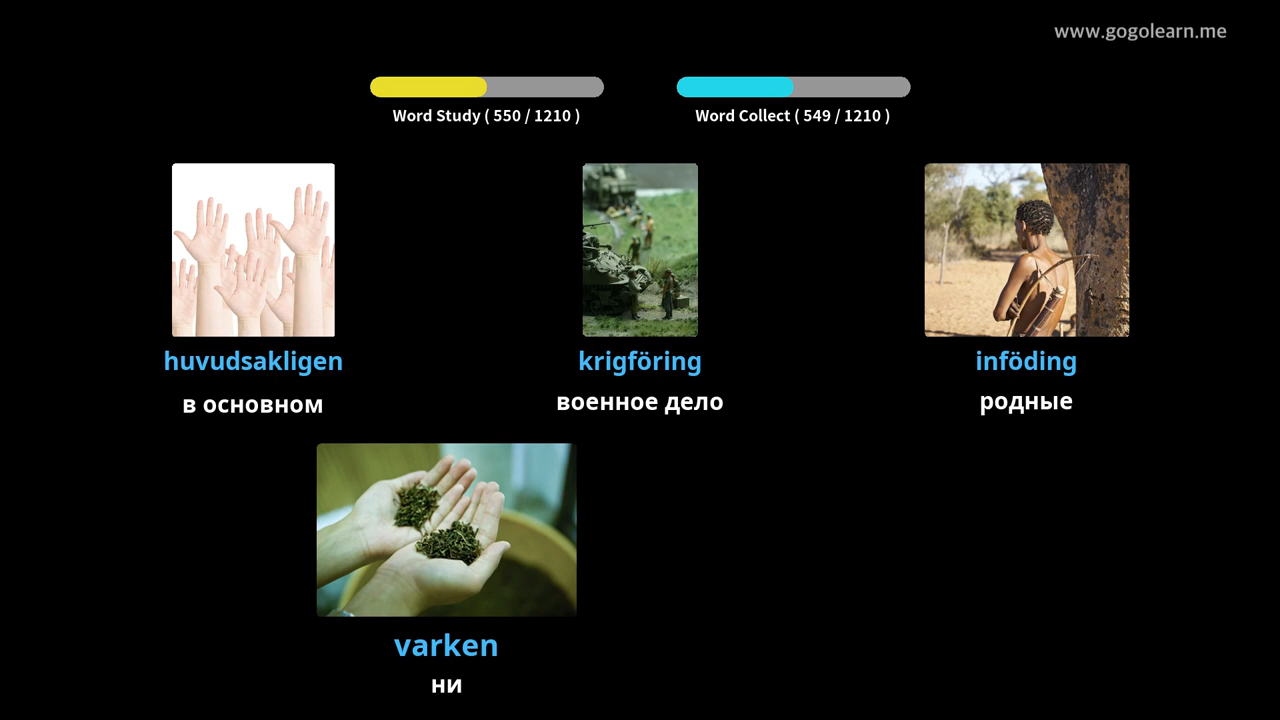 www.gogolearn.me
Word Study ( 550 / 1210 )
Word Collect ( 549 / 1210 )
huvudsakligen
krigföring
inföding
в основном
военное дело
родные
varken
ни